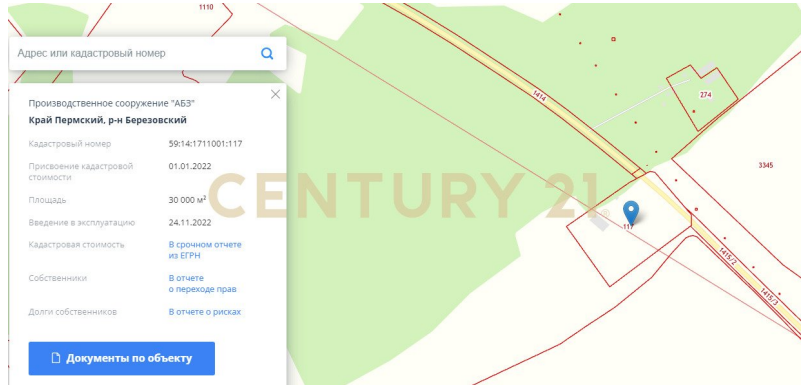 1110
Адрес или кадастровый номер
Производственное сооружение "АБЗ"
Край Пермский, р-н Березовский
Кадастровый номер 59:14:1711001:117
Присвоение кадастровой стоимости 01.01.2022
Площадь 30 000 м²
Введение в эксплуатацию 24.11.2022
Кадастровая стоимость В срочном отчете из ЕГРН
Собственники В отчете о переходе прав
Долги собственников В отчете о рисках
Документы по объекту
CENTURY 21
1414
274
3345
117
1415/2
1415/3